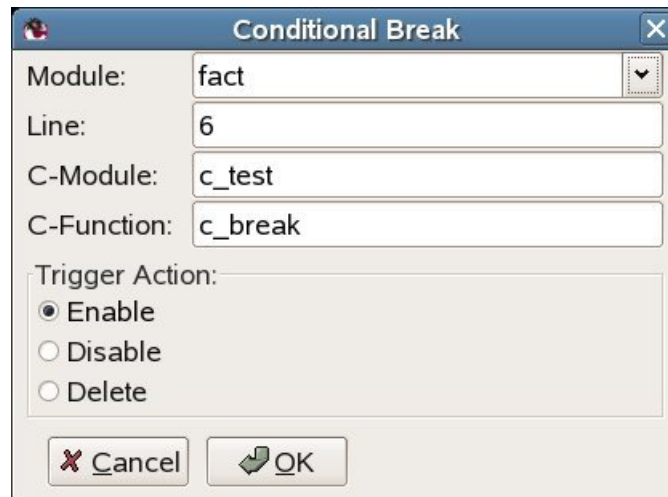 Conditional Break
Module: fact
Line: 6
C-Module: c_test
C-Function: c_break
Trigger Action:
Enable
Disable
Delete
Cancel OK